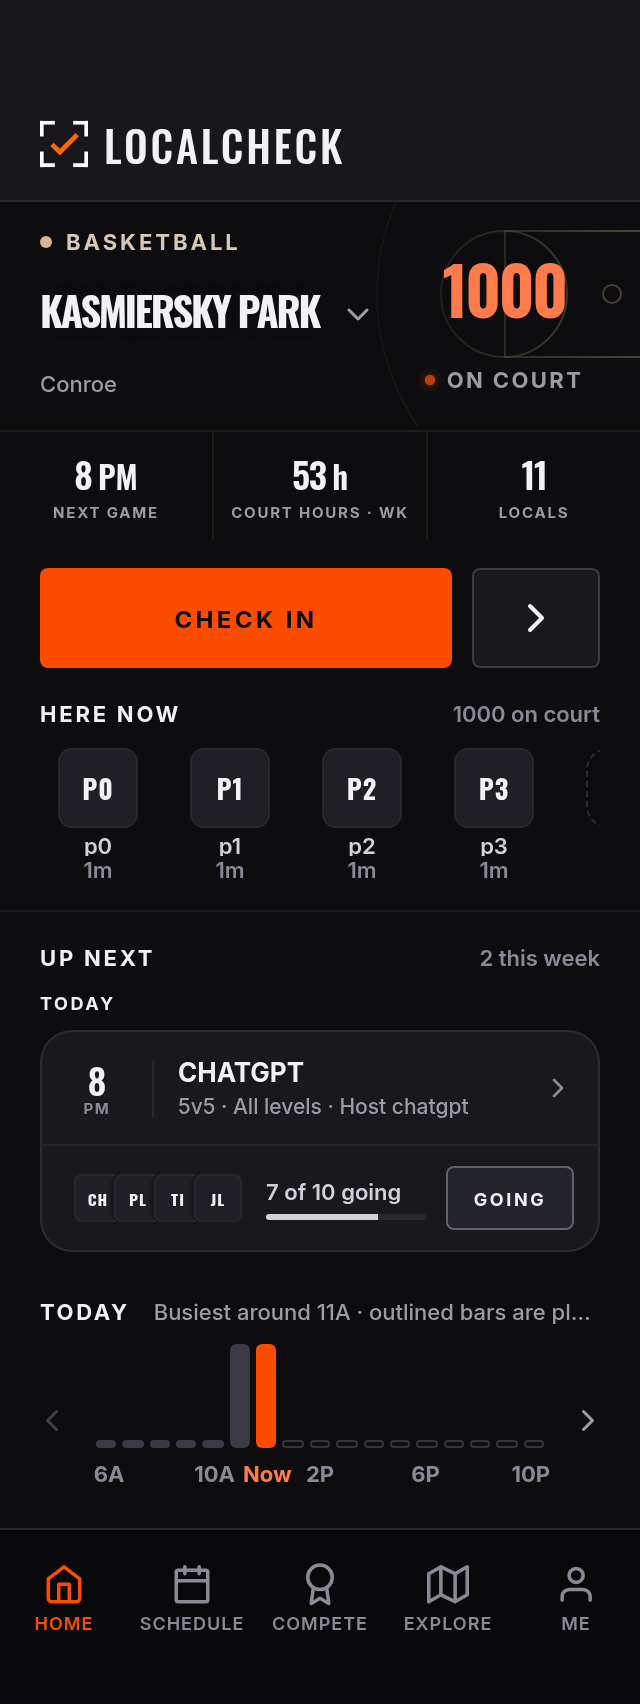 LOCALCHECK
BASKETBALL
KASMIERSKY PARK
Conroe
1000
ON COURT
8 PM
NEXT GAME
53 h
COURT HOURS · WK
11
LOCALS
CHECK IN
HERE NOW
1000 on court
P0
P1
P2
P3
p0
p1
p2
p3
1m
1m
1m
1m
UP NEXT
2 this week
TODAY
8
PM
CHATGPT
5v5 · All levels · Host chatgpt
CH
PL
TI
JL
7 of 10 going
GOING
TODAY
Busiest around 11A · outlined bars are pl...
6A
10A
Now
2P
6P
10P
HOME
SCHEDULE
COMPETE
EXPLORE
ME